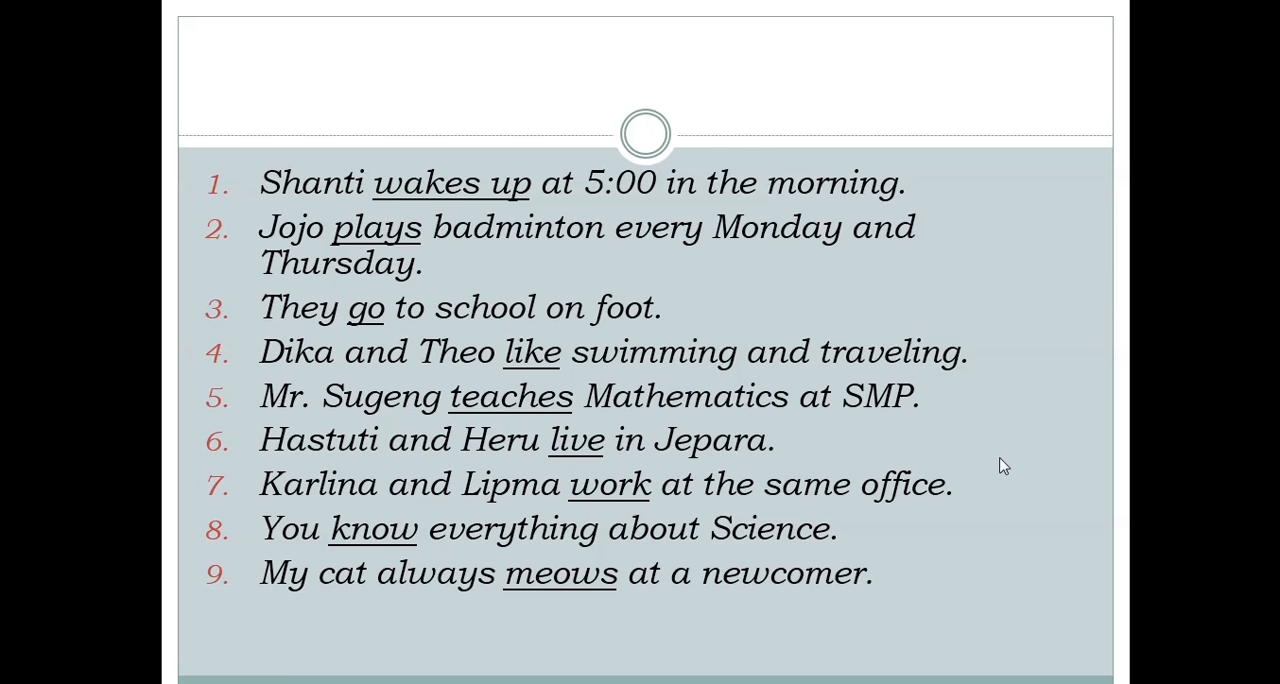 1. Shanti wakes up at 5:00 in the morning.
2. Jojo plays badminton every Monday and
Thursday.
3. They go to school on foot.
4. Dika and Theo like swimming and traveling.
5. Mr. Sugeng teaches Mathematics at SMP.
6. Hastuti and Heru live in Jepara.
7. Karlina and Lipma work at the same office.
8. You know everything about Science.
9. My cat always meows at a newcomer.